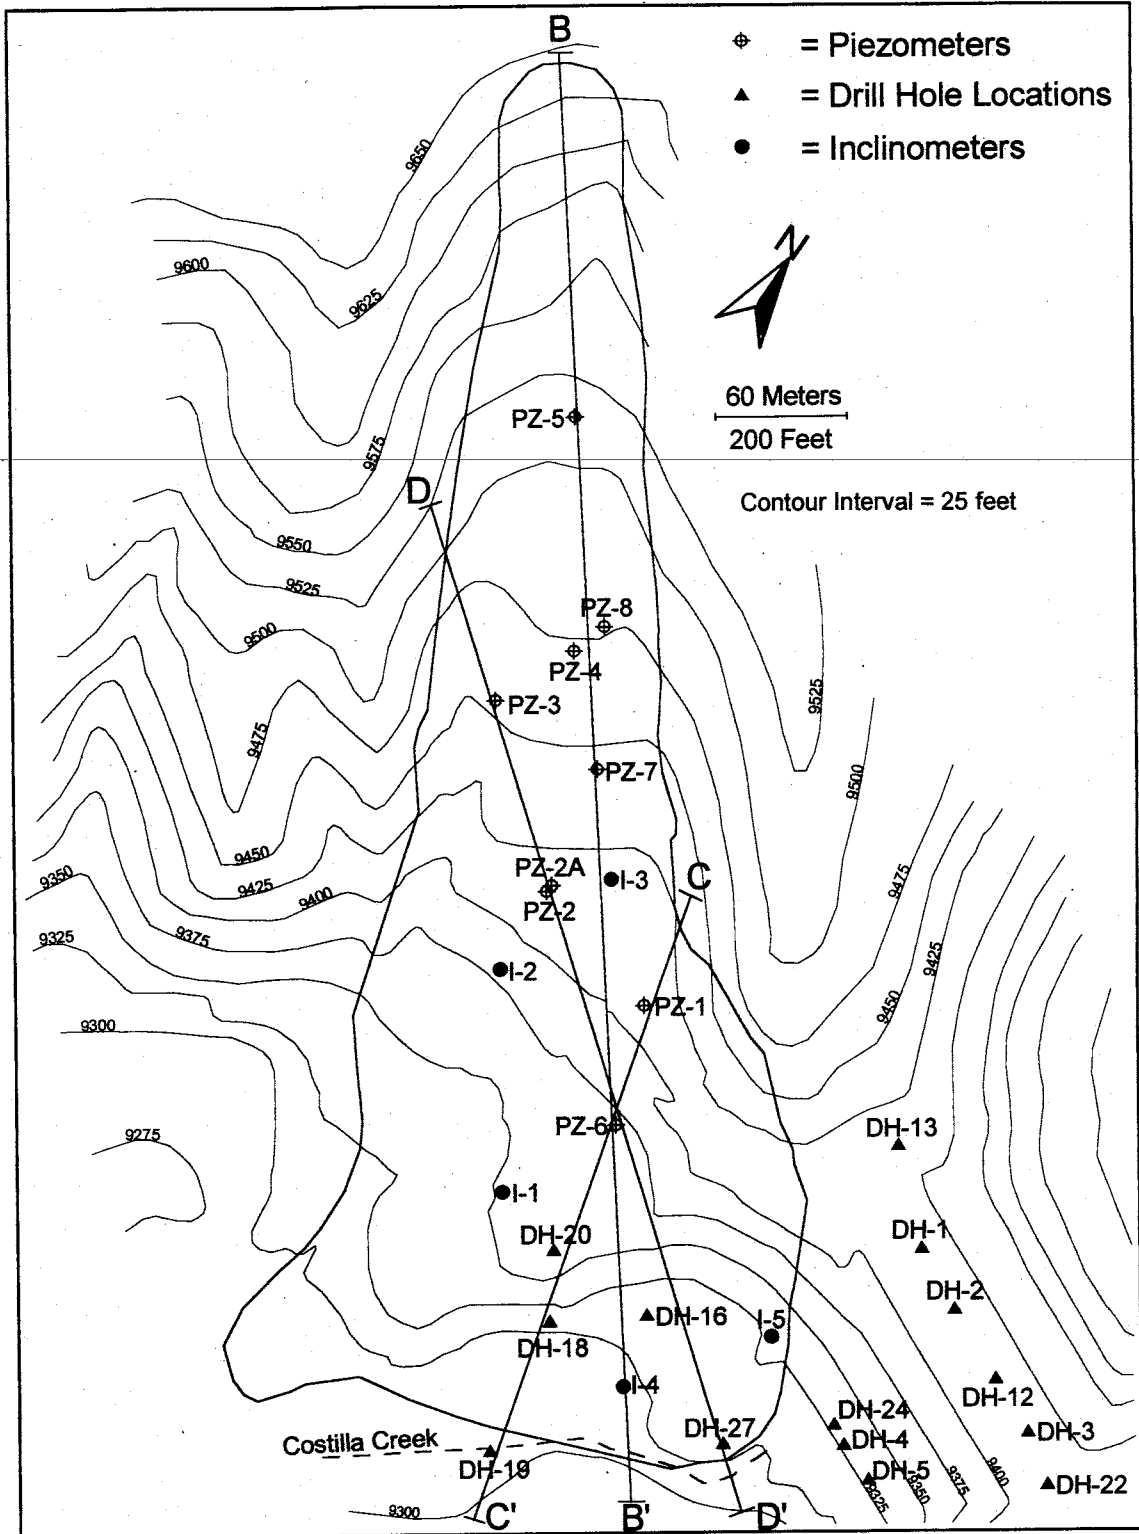 B
= Piezometers
= Drill Hole Locations
= Inclinometers
9650
N
9600
9625
60 Meters
PZ-5
200 Feet
9575
D
Contour Interval = 25 feet
9550
9525
PZ-8
9500
PZ-4
9525
PZ-3
9475
PZ-7
9500
9450
PZ-2A
I-3
C
9475
9350
9425
9400
PZ-2
9325
9375
9425
I-2
PZ-1
9450
9300
PZ-6
9275
DH-13
I-1
DH-20
DH-1
DH-2
DH-16
I-5
DH-18
I-4
DH-12
DH-24
DH-27
DH-3
Costilla Creek
DH-4
DH-19
DH-5
9400
9375
DH-22
9350
9325
9300
C'
B'
D'